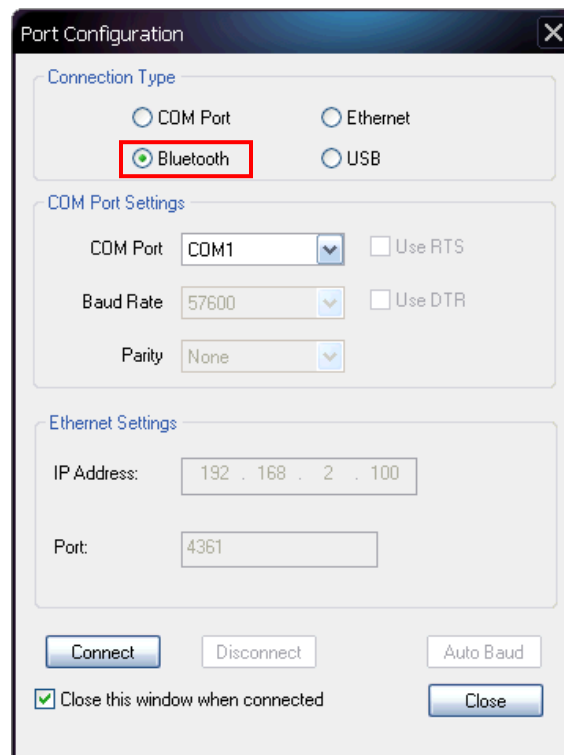 Port Configuration
Connection Type
COM Port Ethernet
Bluetooth USB
COM Port Settings
COM Port COM1 Use RTS
Baud Rate 57600 Use DTR
Parity None
Ethernet Settings
IP Address: 192 . 168 . 2 . 100
Port: 4361
Connect Disconnect Auto Baud
Close this window when connected Close